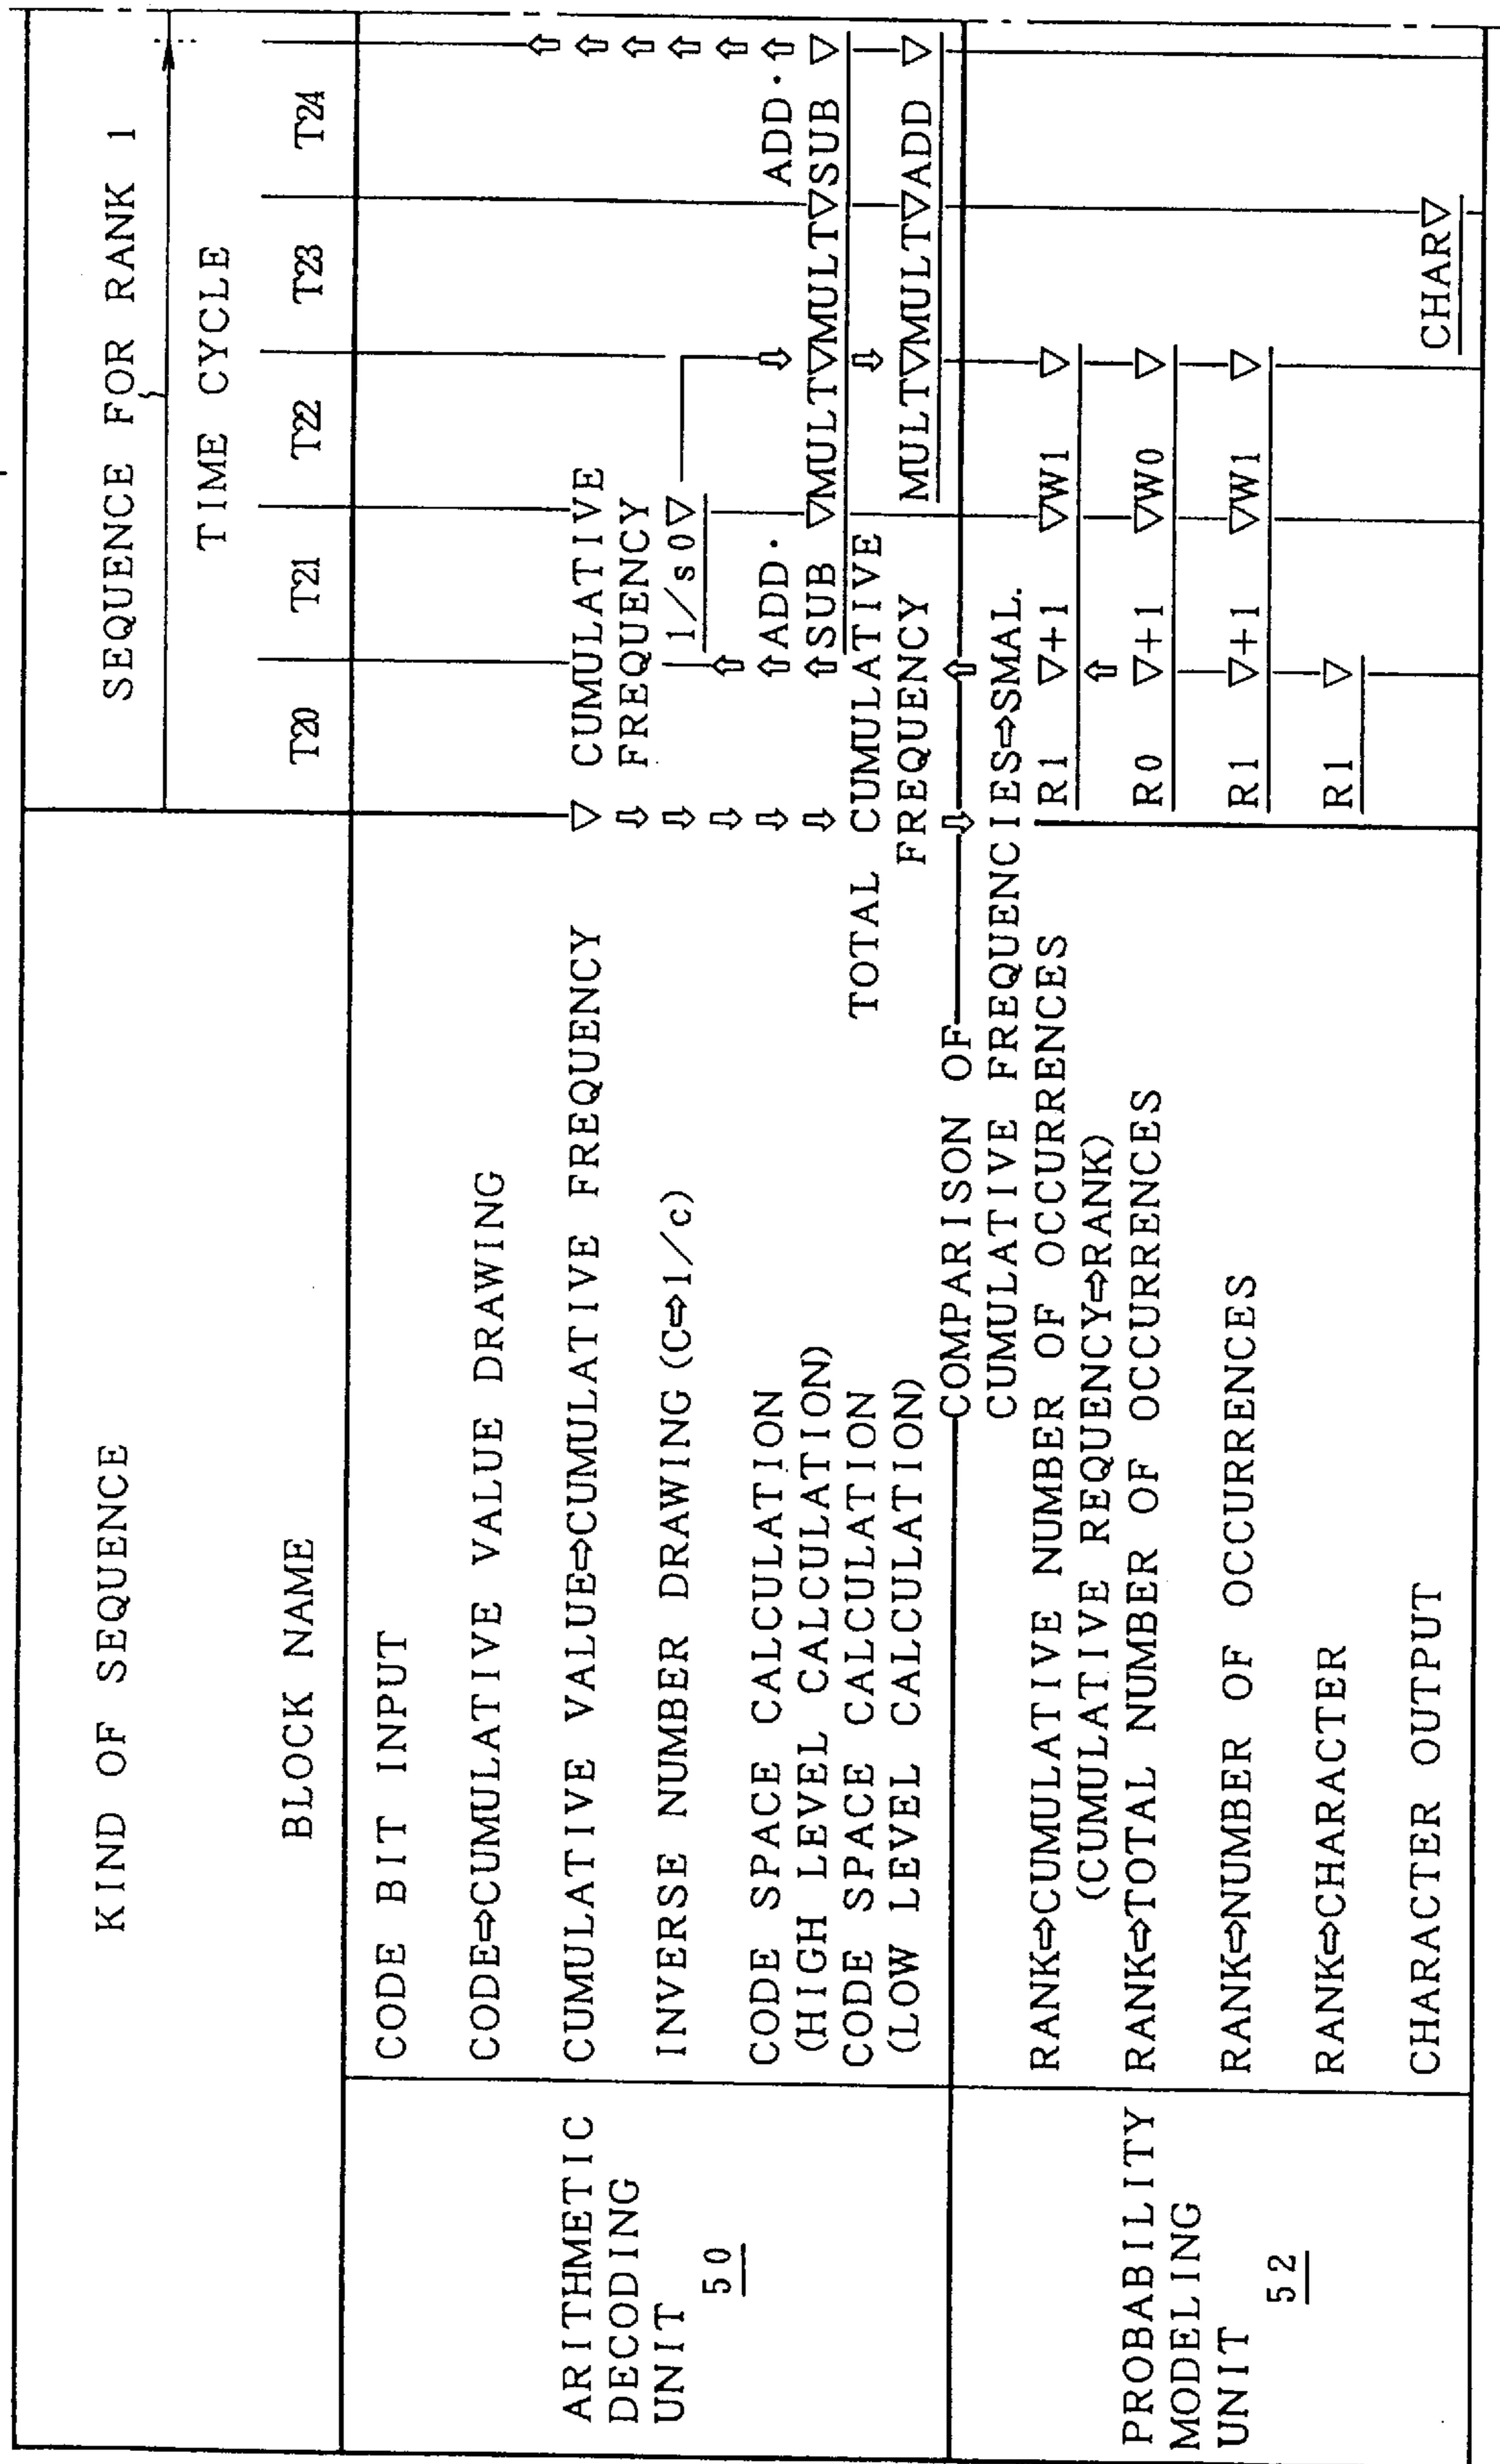 KIND OF SEQUENCE
SEQUENCE FOR RANK 1
TIME CYCLE
BLOCK NAME
T20 T21 T22 T23 T24
ARITHMETIC
DECODING
UNIT
50
CODE BIT INPUT
CODE⇨CUMULATIVE VALUE DRAWING
CUMULATIVE VALUE⇨CUMULATIVE FREQUENCY
▽ CUMULATIVE
FREQUENCY
INVERSE NUMBER DRAWING (C⇨1/c)
1/s0▽
CODE SPACE CALCULATION
(HIGH LEVEL CALCULATION)
⇧ADD·
⇧SUB ▽MULT▽MULT▽SUB ▽
ADD·⇧
CODE SPACE CALCULATION
(LOW LEVEL CALCULATION)
TOTAL CUMULATIVE
FREQUENCY
MULT▽MULT▽ADD ▽
COMPARISON OF
CUMULATIVE FREQUENCIES⇨SMAL.
PROBABILITY
MODELING
UNIT
52
RANK⇨CUMULATIVE NUMBER OF OCCURRENCES
(CUMULATIVE REQUENCY⇨RANK)
R1 ▽+1 ▽W1 ▽
RANK⇨TOTAL NUMBER OF OCCURRENCES
R0 ▽+1 ▽W0 ▽
RANK⇨NUMBER OF OCCURRENCES
R1 ▽+1 ▽W1 ▽
RANK⇨CHARACTER
R1 ▽
CHARACTER OUTPUT
CHAR▽